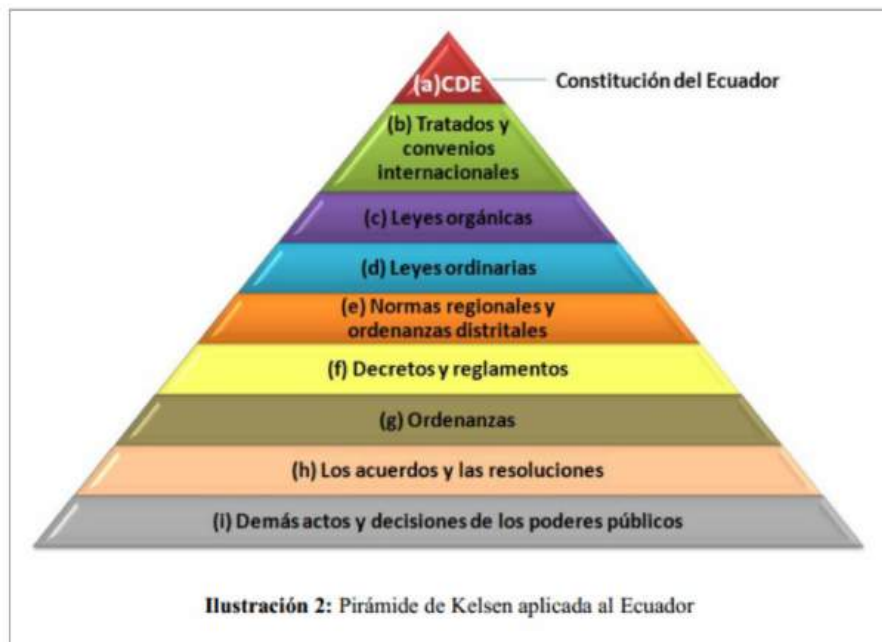 (a)CDE
Constitución del Ecuador
(b) Tratados y
convenios
internacionales
(c) Leyes orgánicas
(d) Leyes ordinarias
(e) Normas regionales y
ordenanzas distritales
(f) Decretos y reglamentos
(g) Ordenanzas
(h) Los acuerdos y las resoluciones
(i) Demás actos y decisiones de los poderes públicos
Ilustración 2: Pirámide de Kelsen aplicada al Ecuador